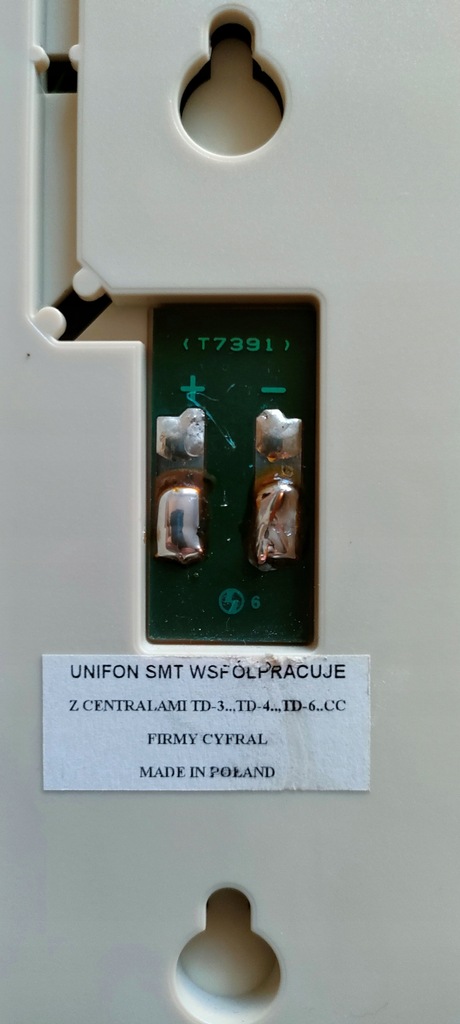 (T7391)
+ −
6
UNIFON SMT WSPÓŁPRACUJE
Z CENTRALAMI TD-3..,TD-4..,TD-6..CC
FIRMY CYFRAL
MADE IN POLAND